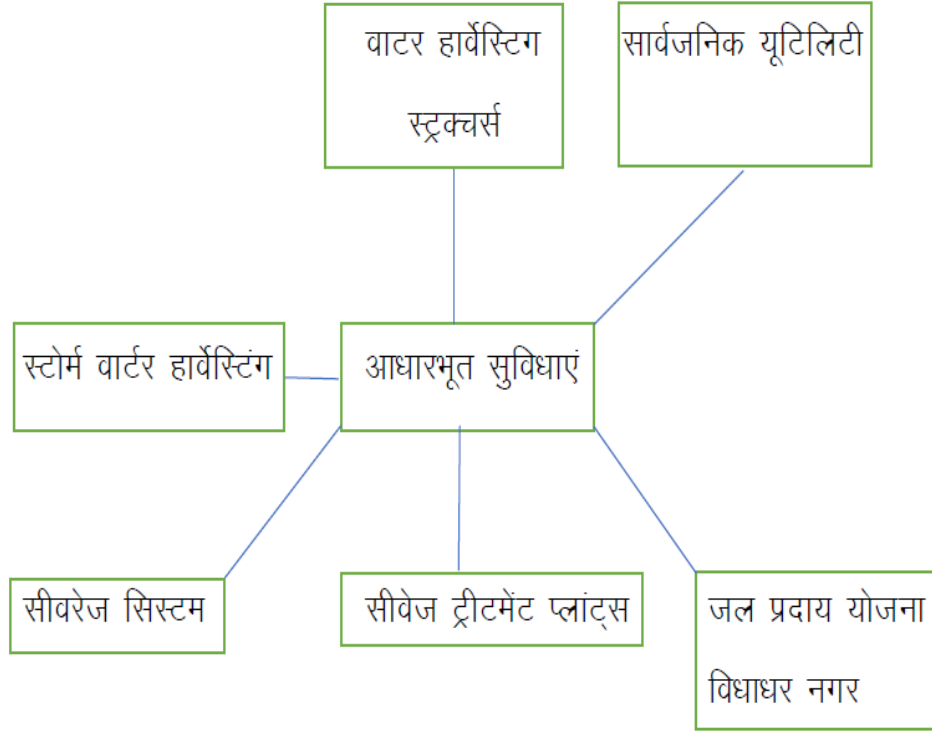 वाटर हार्वेस्टिग
स्ट्रक्चर्स
सार्वजनिक यूटिलिटी
स्टोर्म वार्टर हार्वेस्टिंग
आधारभूत सुविधाएं
सीवरेज सिस्टम
सीवेज ट्रीटमेंट प्लांट्स
जल प्रदाय योजना
विधाधर नगर